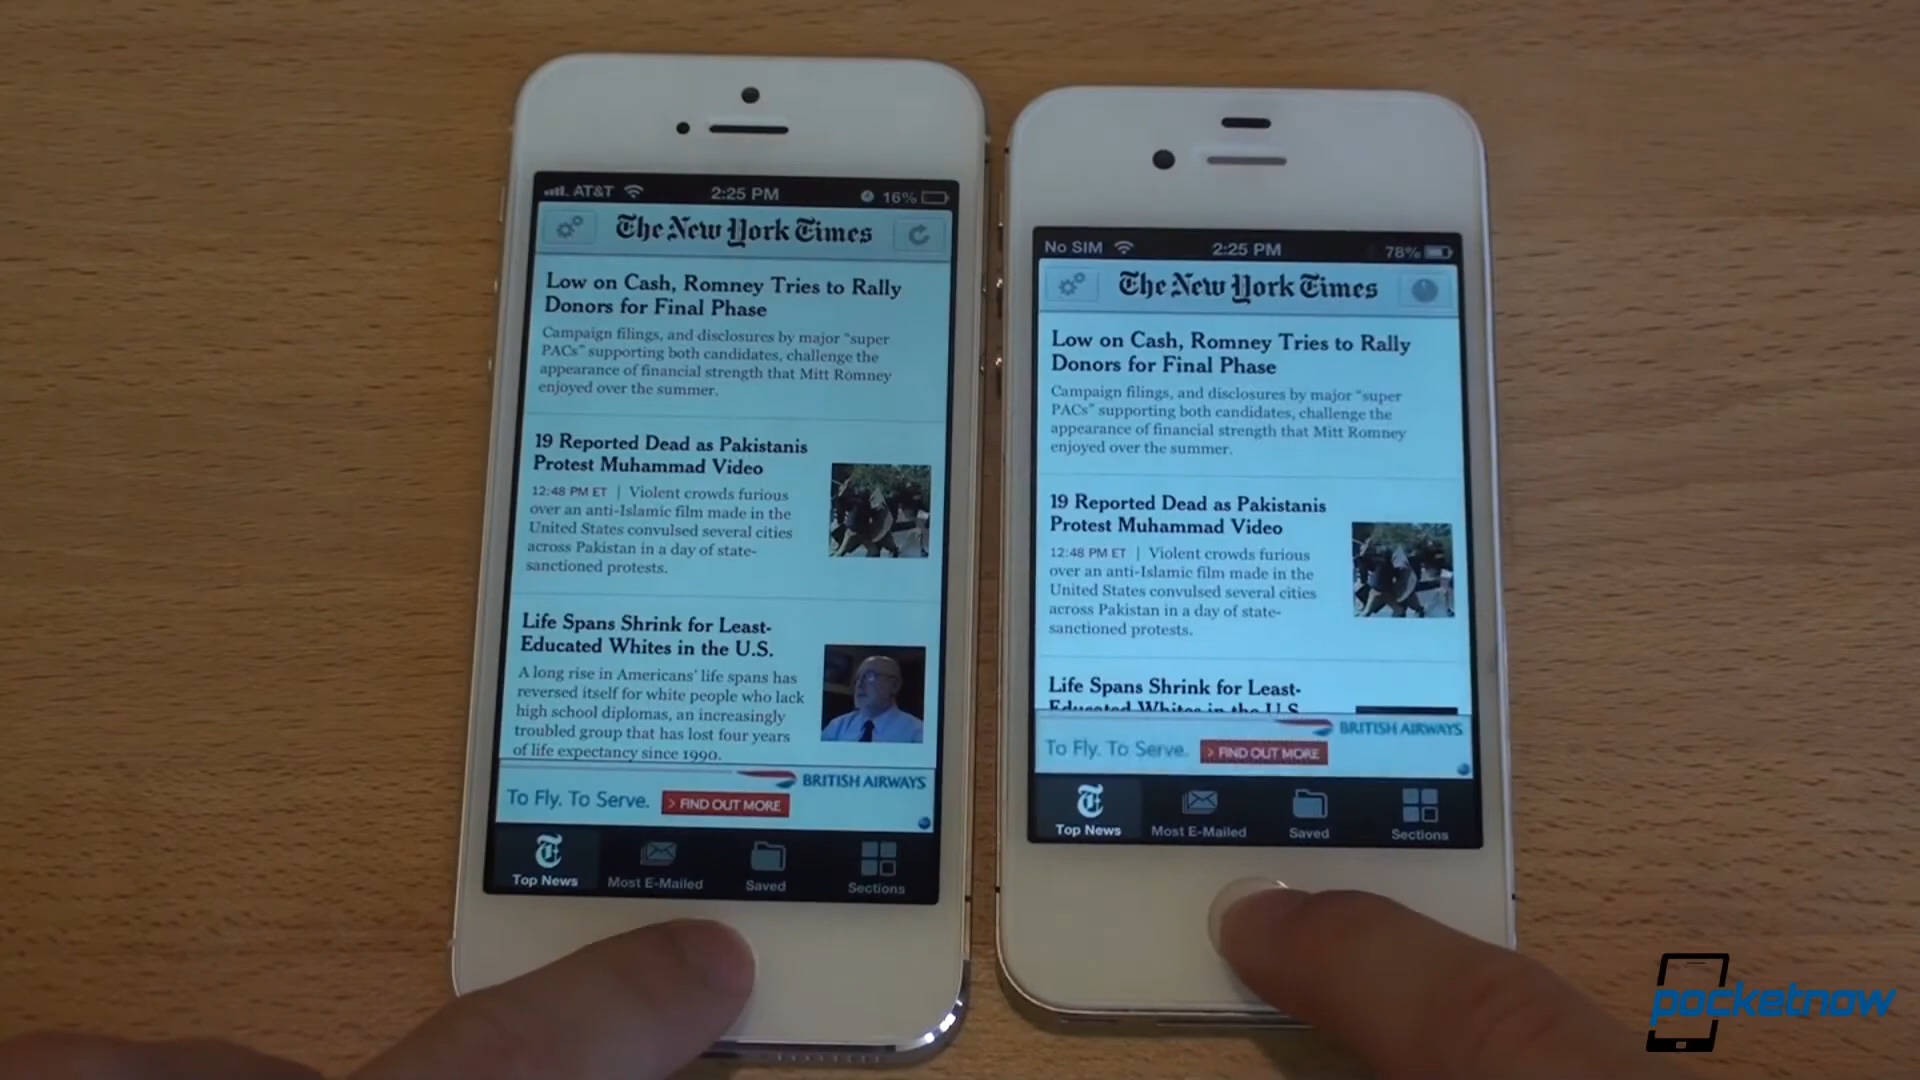 AT&T 2:25 PM 16%
The New York Times
Low on Cash, Romney Tries to Rally
Donors for Final Phase
Campaign filings, and disclosures by major “super
PACs” supporting both candidates, challenge the
appearance of financial strength that Mitt Romney
enjoyed over the summer.
19 Reported Dead as Pakistanis
Protest Muhammad Video
12:48 PM ET | Violent crowds furious
over an anti-Islamic film made in the
United States convulsed several cities
across Pakistan in a day of state-
sanctioned protests.
Life Spans Shrink for Least-
Educated Whites in the U.S.
A long rise in Americans’ life spans has
reversed itself for white people who lack
high school diplomas, an increasingly
troubled group that has lost four years
of life expectancy since 1990.
BRITISH AIRWAYS
To Fly. To Serve. > FIND OUT MORE
Top News Most E-Mailed Saved Sections
No SIM 2:25 PM 78%
The New York Times
Low on Cash, Romney Tries to Rally
Donors for Final Phase
Campaign filings, and disclosures by major “super
PACs” supporting both candidates, challenge the
appearance of financial strength that Mitt Romney
enjoyed over the summer.
19 Reported Dead as Pakistanis
Protest Muhammad Video
12:48 PM ET | Violent crowds furious
over an anti-Islamic film made in the
United States convulsed several cities
across Pakistan in a day of state-
sanctioned protests.
Life Spans Shrink for Least-
Educated Whites in the U.S.
BRITISH AIRWAYS
To Fly. To Serve. > FIND OUT MORE
Top News Most E-Mailed Saved Sections
pocketnow